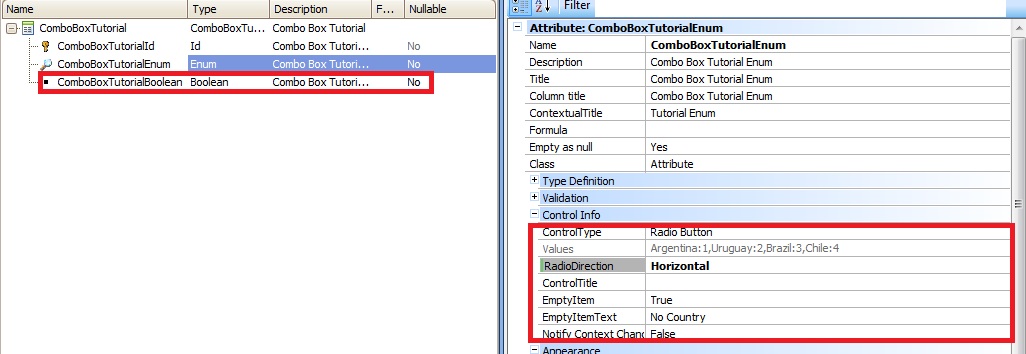 Name Type Description F... Nullable
ComboBoxTutorial ComboBoxTu... Combo Box Tutorial
ComboBoxTutorialId Id Combo Box Tutori... No
ComboBoxTutorialEnum Enum Combo Box Tutori... No
ComboBoxTutorialBoolean Boolean Combo Box Tutori... No
Filter
Attribute: ComboBoxTutorialEnum
Name ComboBoxTutorialEnum
Description Combo Box Tutorial Enum
Title Combo Box Tutorial Enum
Column title Combo Box Tutorial Enum
ContextualTitle Tutorial Enum
Formula
Empty as null Yes
Class Attribute
Type Definition
Validation
Control Info
ControlType Radio Button
Values Argentina:1,Uruguay:2,Brazil:3,Chile:4
RadioDirection Horizontal
ControlTitle
EmptyItem True
EmptyItemText No Country
Notify Context Chang False
Appearance